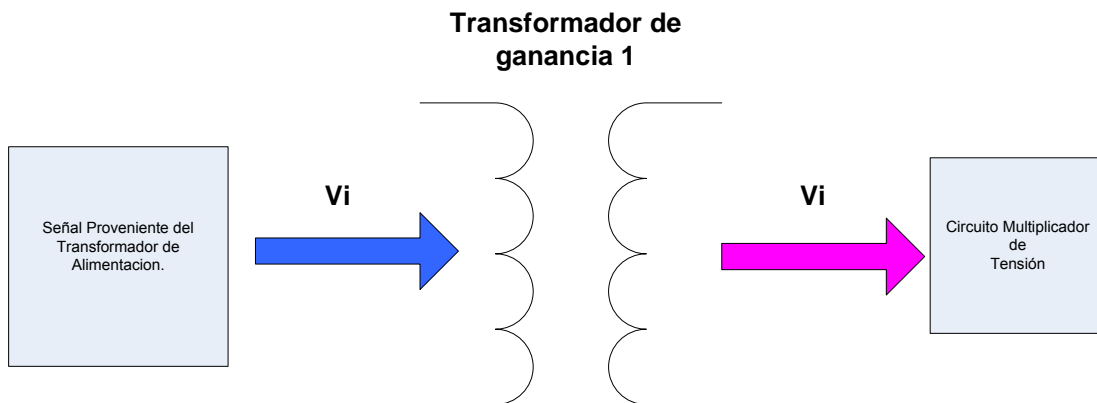 Transformador de
ganancia 1
Señal Proveniente del
Transformador de
Alimentacion.
Vi
Vi
Circuito Multiplicador
de
Tensión